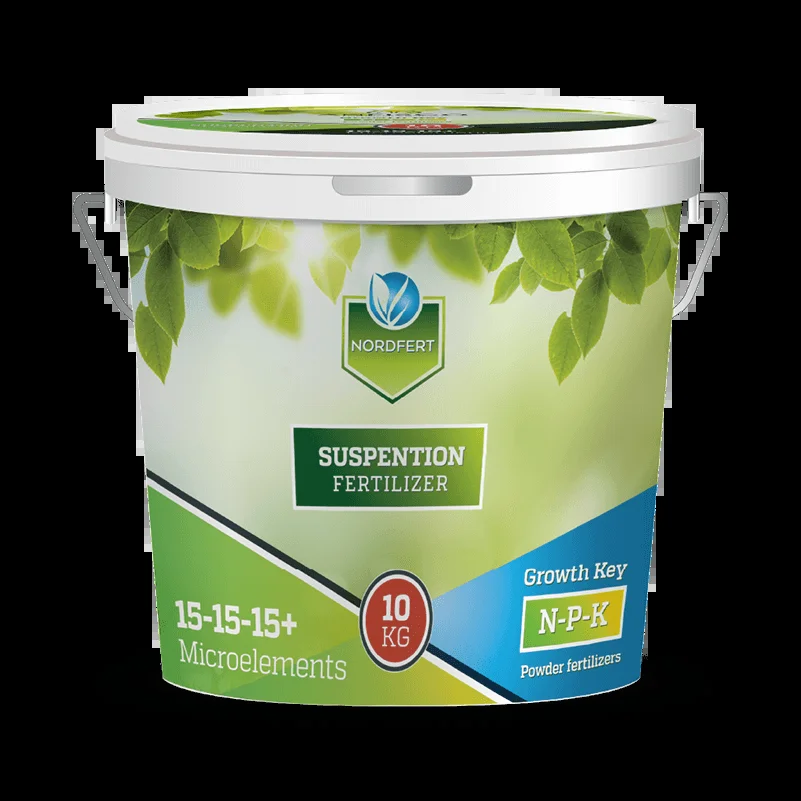 NORDFERT
SUSPENTION
FERTILIZER
15-15-15+
Microelements
10
KG
Growth Key
N-P-K
Powder fertilizers